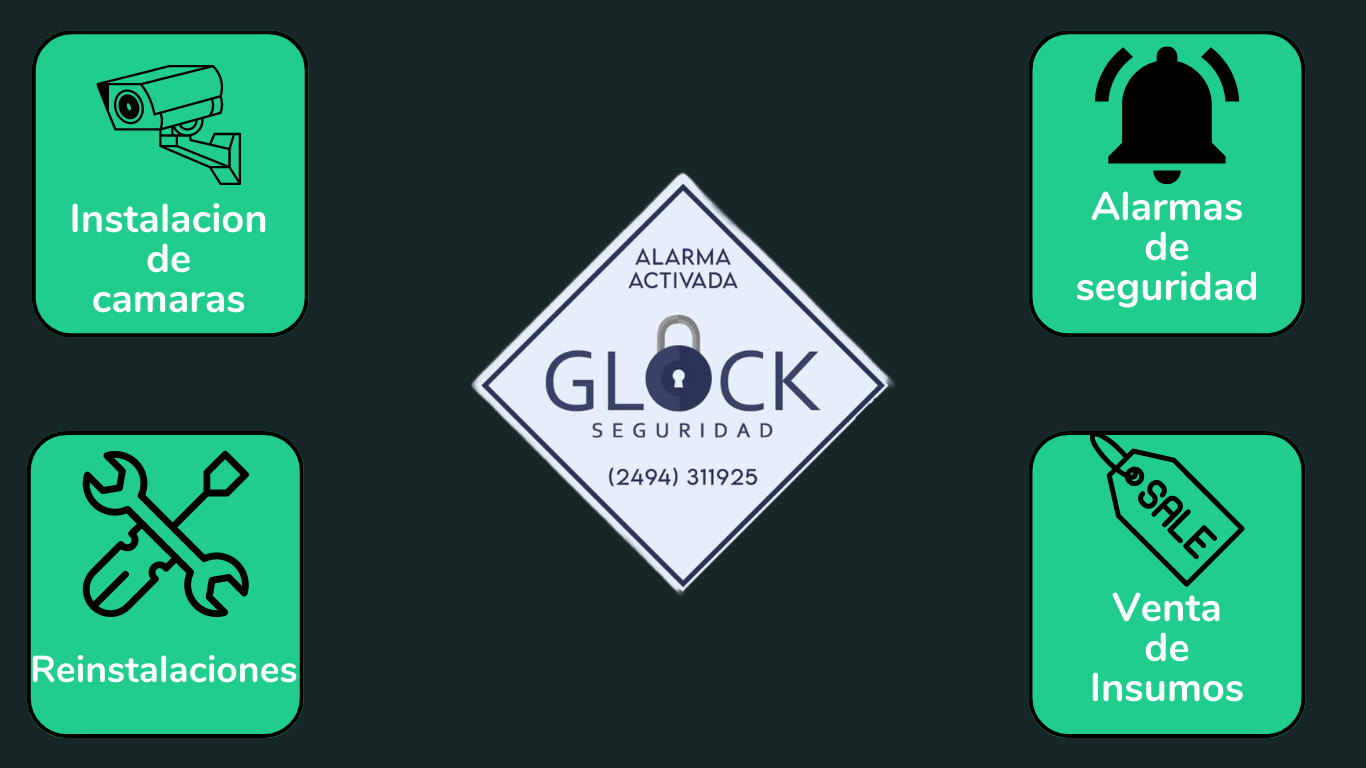 Instalacion
de
camaras
Alarmas
de
seguridad
ALARMA
ACTIVADA
GLOCK
SEGURIDAD
(2494) 311925
Reinstalaciones
SALE
Venta
de
Insumos